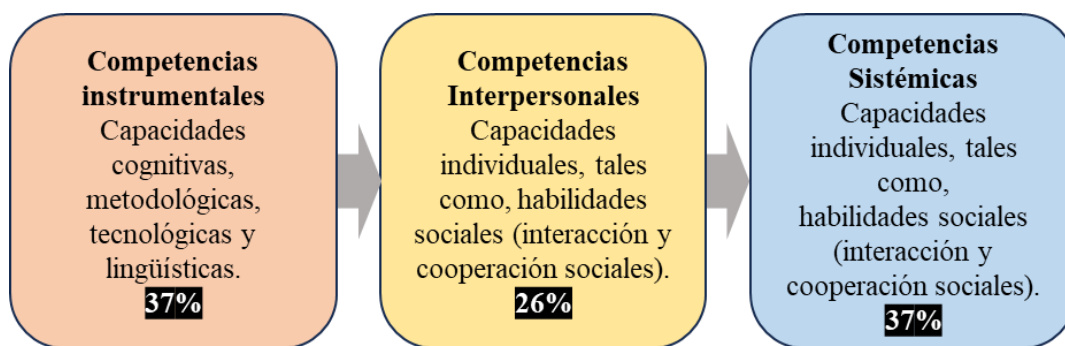 Competencias
instrumentales
Capacidades
cognitivas,
metodológicas,
tecnológicas y
lingüísticas.
37%
Competencias
Interpersonales
Capacidades
individuales, tales
como, habilidades
sociales (interacción y
cooperación sociales).
26%
Competencias
Sistémicas
Capacidades
individuales, tales
como,
habilidades sociales
(interacción y
cooperación sociales).
37%